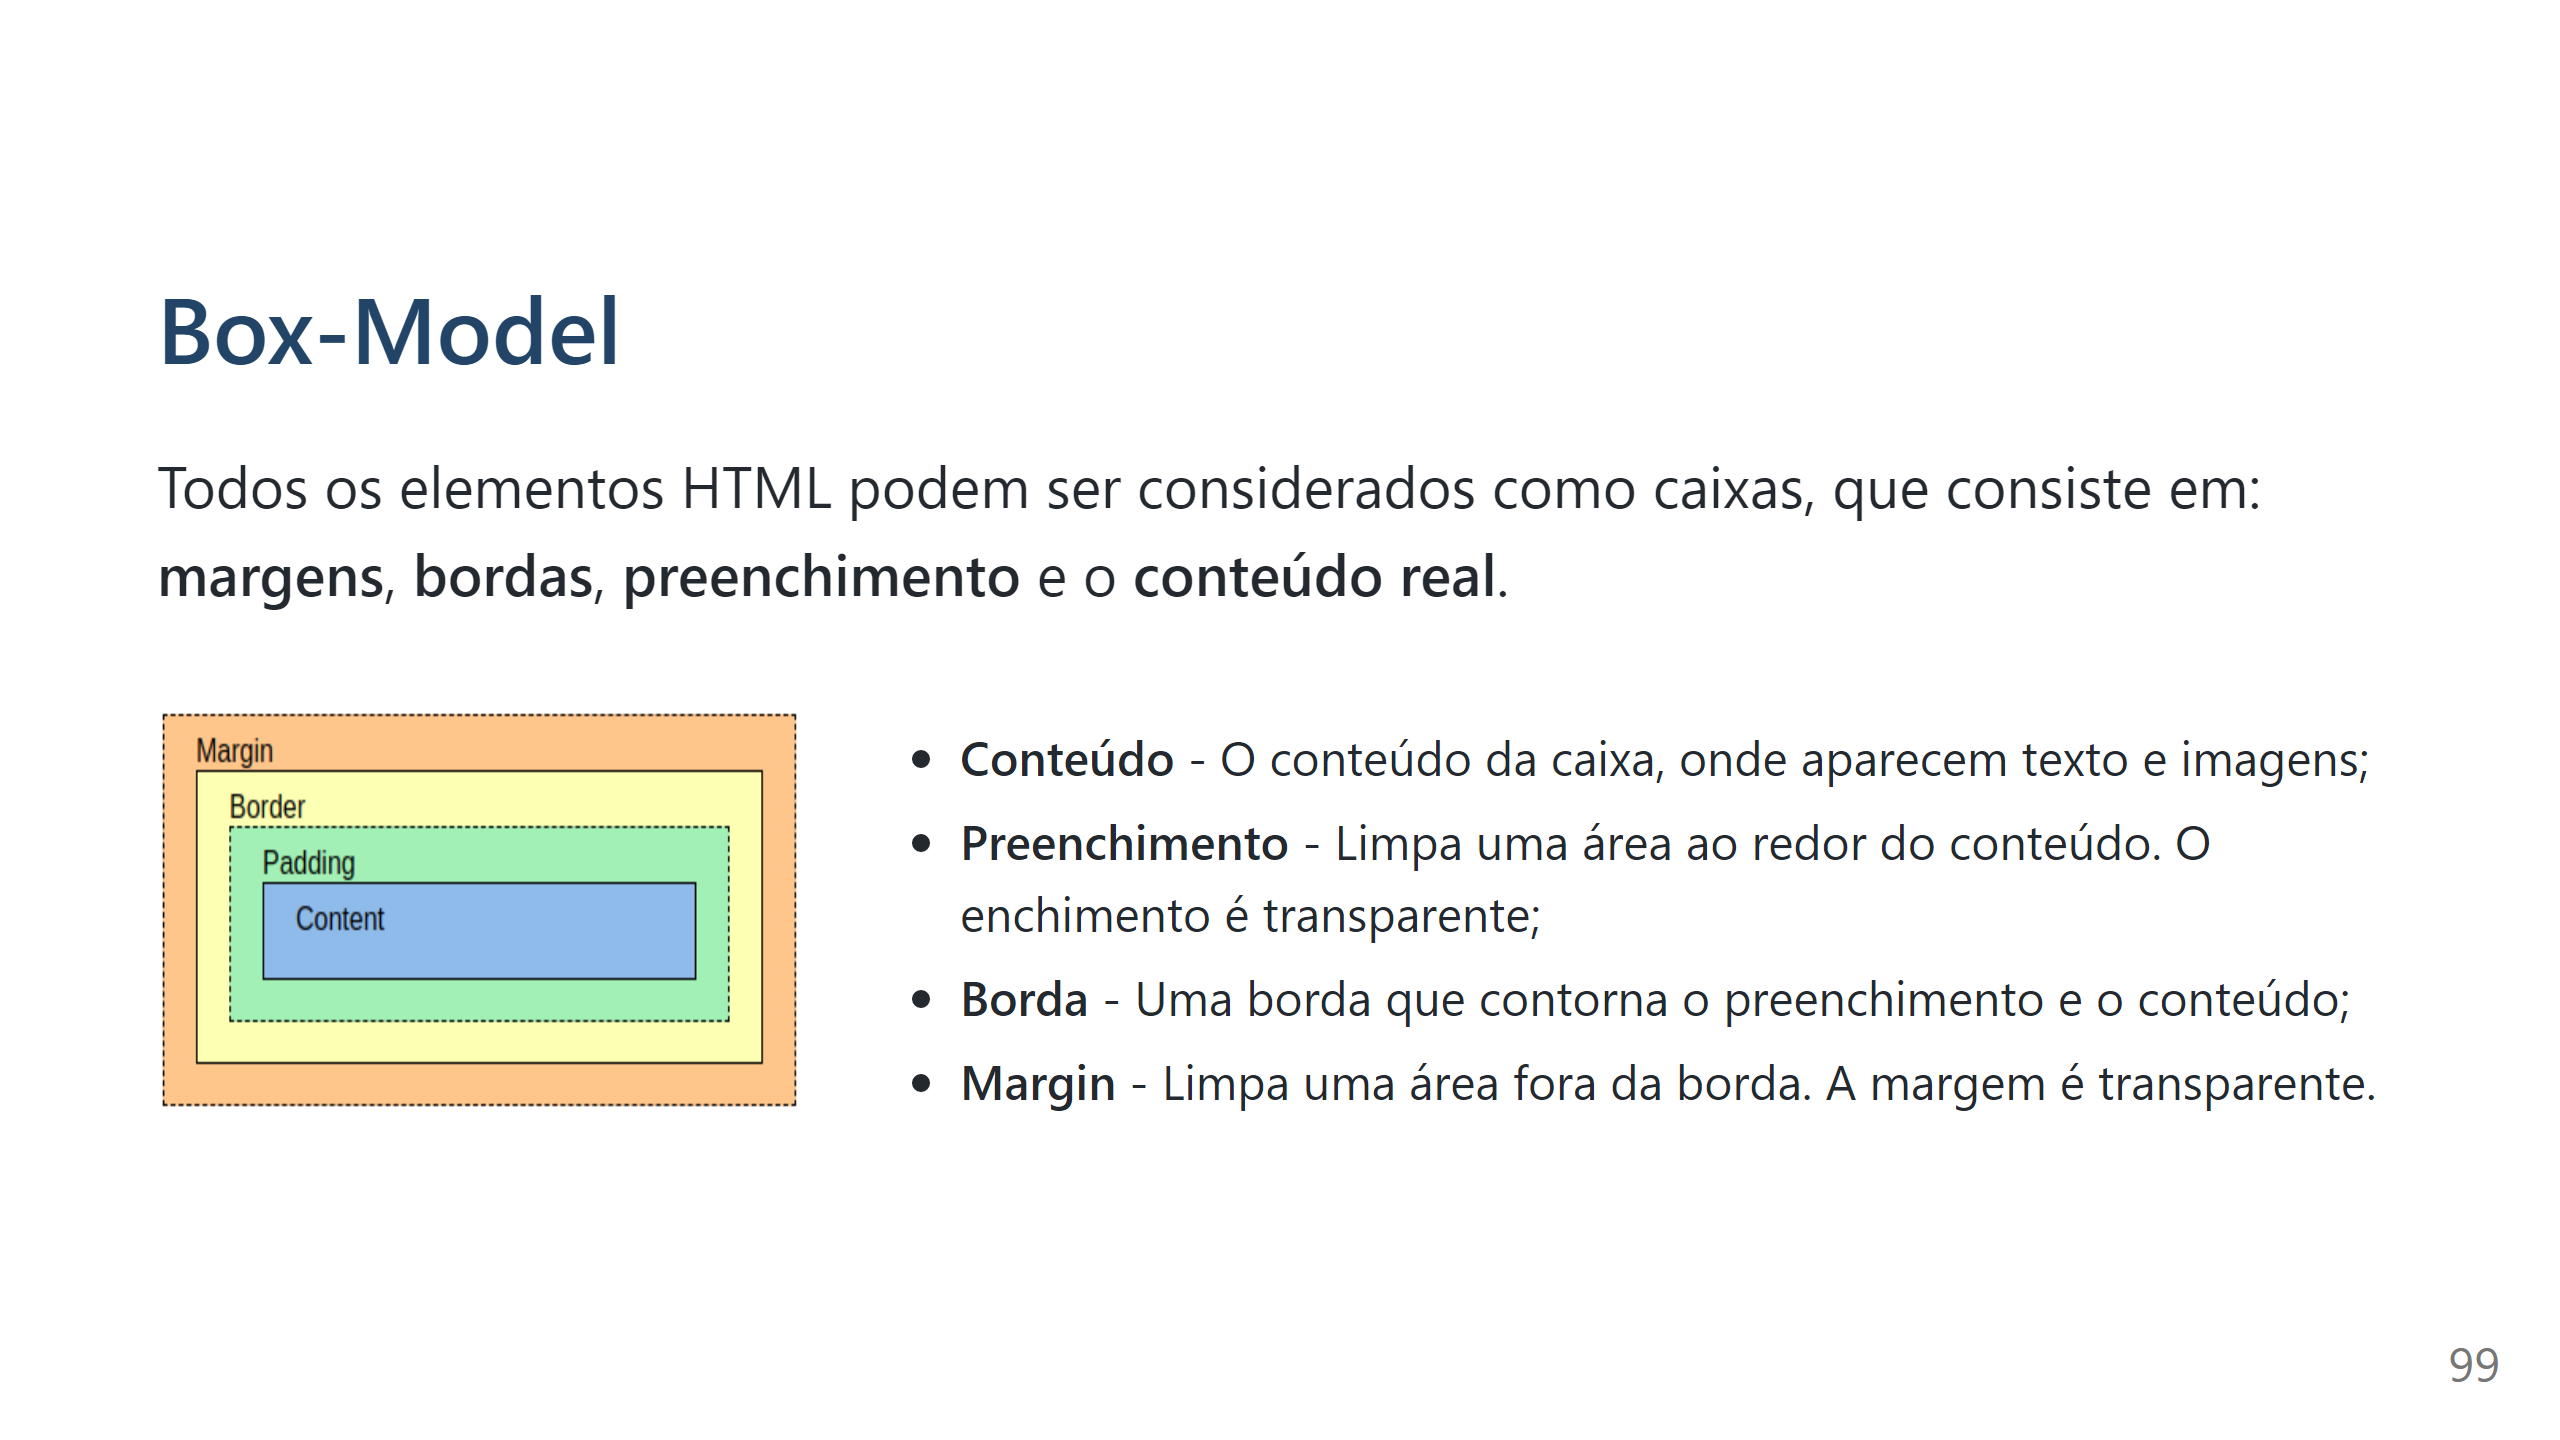 Box-Model
Todos os elementos HTML podem ser considerados como caixas, que consiste em:
margens, bordas, preenchimento e o conteúdo real.
Margin
Border
Padding
Content
• Conteúdo - O conteúdo da caixa, onde aparecem texto e imagens;
• Preenchimento - Limpa uma área ao redor do conteúdo. O
enchimento é transparente;
• Borda - Uma borda que contorna o preenchimento e o conteúdo;
• Margin - Limpa uma área fora da borda. A margem é transparente.
99